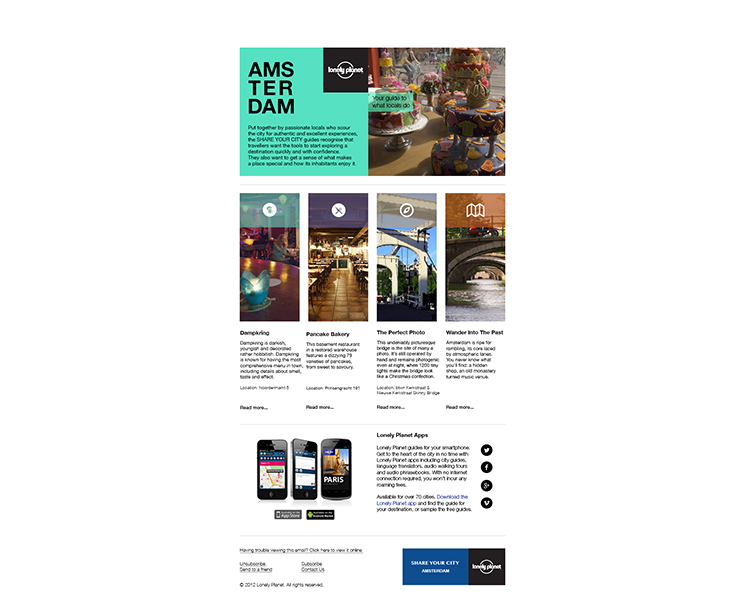 AMS
TER
DAM
lonely planet
Your guide to
what locals do
Put together by passionate locals who scour
the city for authentic and excellent experiences,
the SHARE YOUR CITY guides recognise that
travellers want the tools to start exploring a
destination quickly and with confidence.
They also want to get a sense of what makes
a place special and how its inhabitants enjoy it.
Dampkring
Dampkring is darkish,
youngish and decorated
rather hobbitish. Dampkring
is known for having the most
comprehensive menu in town,
including details about smell,
taste and effect.
Location:
Read more...
Pancake Bakery
This basement restaurant
in a restored warehouse
features a dizzying 79
varieties of pancakes,
from sweet to savoury.
Location: Prinsengracht 191
Read more...
The Perfect Photo
This undeniably picturesque
bridge is the site of many a
photo. It's still operated by
hand and remains photogenic
even at night, when 1200 tiny
lights make the bridge look
like a Christmas confection.
Location: Kerkstraat &
Nieuwe Kerkstraat Skinny Bridge
Read more...
Wander Into The Past
Amsterdam is ripe for
rambling, its core laced
by atmospheric lanes.
You never know what
you'll find: a hidden
shop, an old monastery
turned music venue.
Read more...
PARIS
App Store
Android Market
Lonely Planet Apps
Lonely Planet guides for your smartphone.
Get to the heart of the city in no time with
Lonely Planet apps including city guides,
language translators, audio walking tours
and audio phrasebooks. With no internet
connection required, you won't incur any
roaming fees.
Available for over 70 cities. Download the
Lonely Planet app and find the guide for
your destination, or sample the free guides.
Having trouble viewing this email? Click here to view it online.
Unsubscribe
Send to a friend
Subscribe
Contact Us
© 2012 Lonely Planet. All rights reserved.
SHARE YOUR CITY
AMSTERDAM
lonely planet